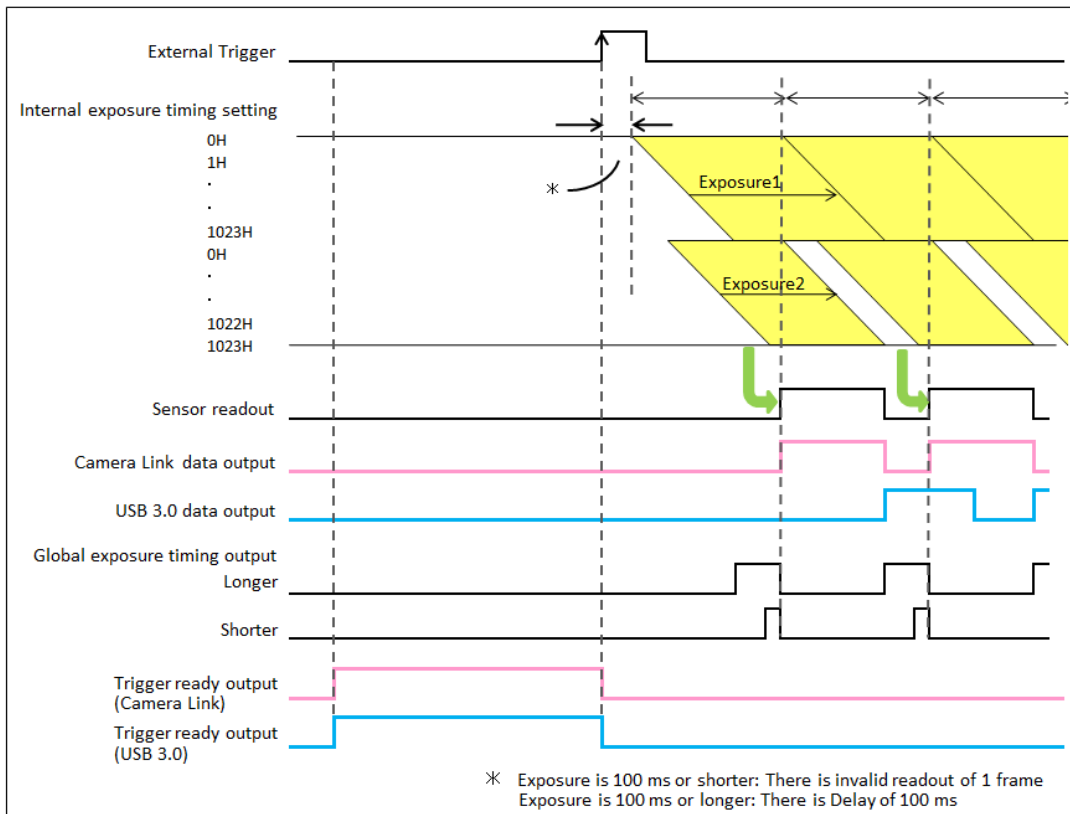 External Trigger
Internal exposure timing setting
0H
1H
.
.
1023H
0H
.
.
1022H
1023H
Exposure1
Exposure2
Sensor readout
Camera Link data output
USB 3.0 data output
Global exposure timing output
Longer
Shorter
Trigger ready output
(Camera Link)
Trigger ready output
(USB 3.0)
※
※ Exposure is 100 ms or shorter: There is invalid readout of 1 frame
Exposure is 100 ms or longer: There is Delay of 100 ms